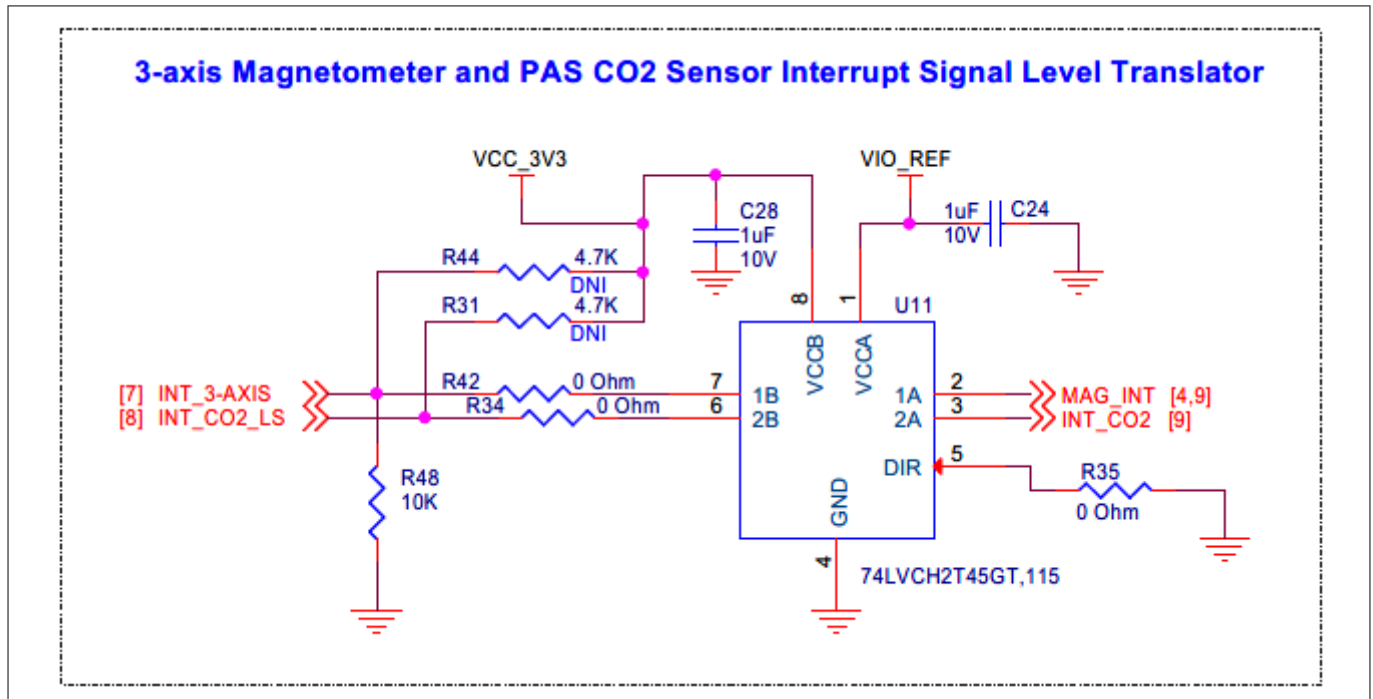 3-axis Magnetometer and PAS CO2 Sensor Interrupt Signal Level Translator
VCC_3V3
VIO_REF
C28
1uF
10V
1uF
10V
C24
R44
4.7K
DNI
R31
4.7K
DNI
8
1
U11
VCCB
VCCA
[7] INT_3-AXIS
R42
0 Ohm
7
1B
1A
2
MAG_INT [4,9]
[8] INT_CO2_LS
R34
0 Ohm
6
2B
2A
3
INT_CO2 [9]
DIR
5
R35
0 Ohm
R48
10K
GND
4
74LVCH2T45GT,115